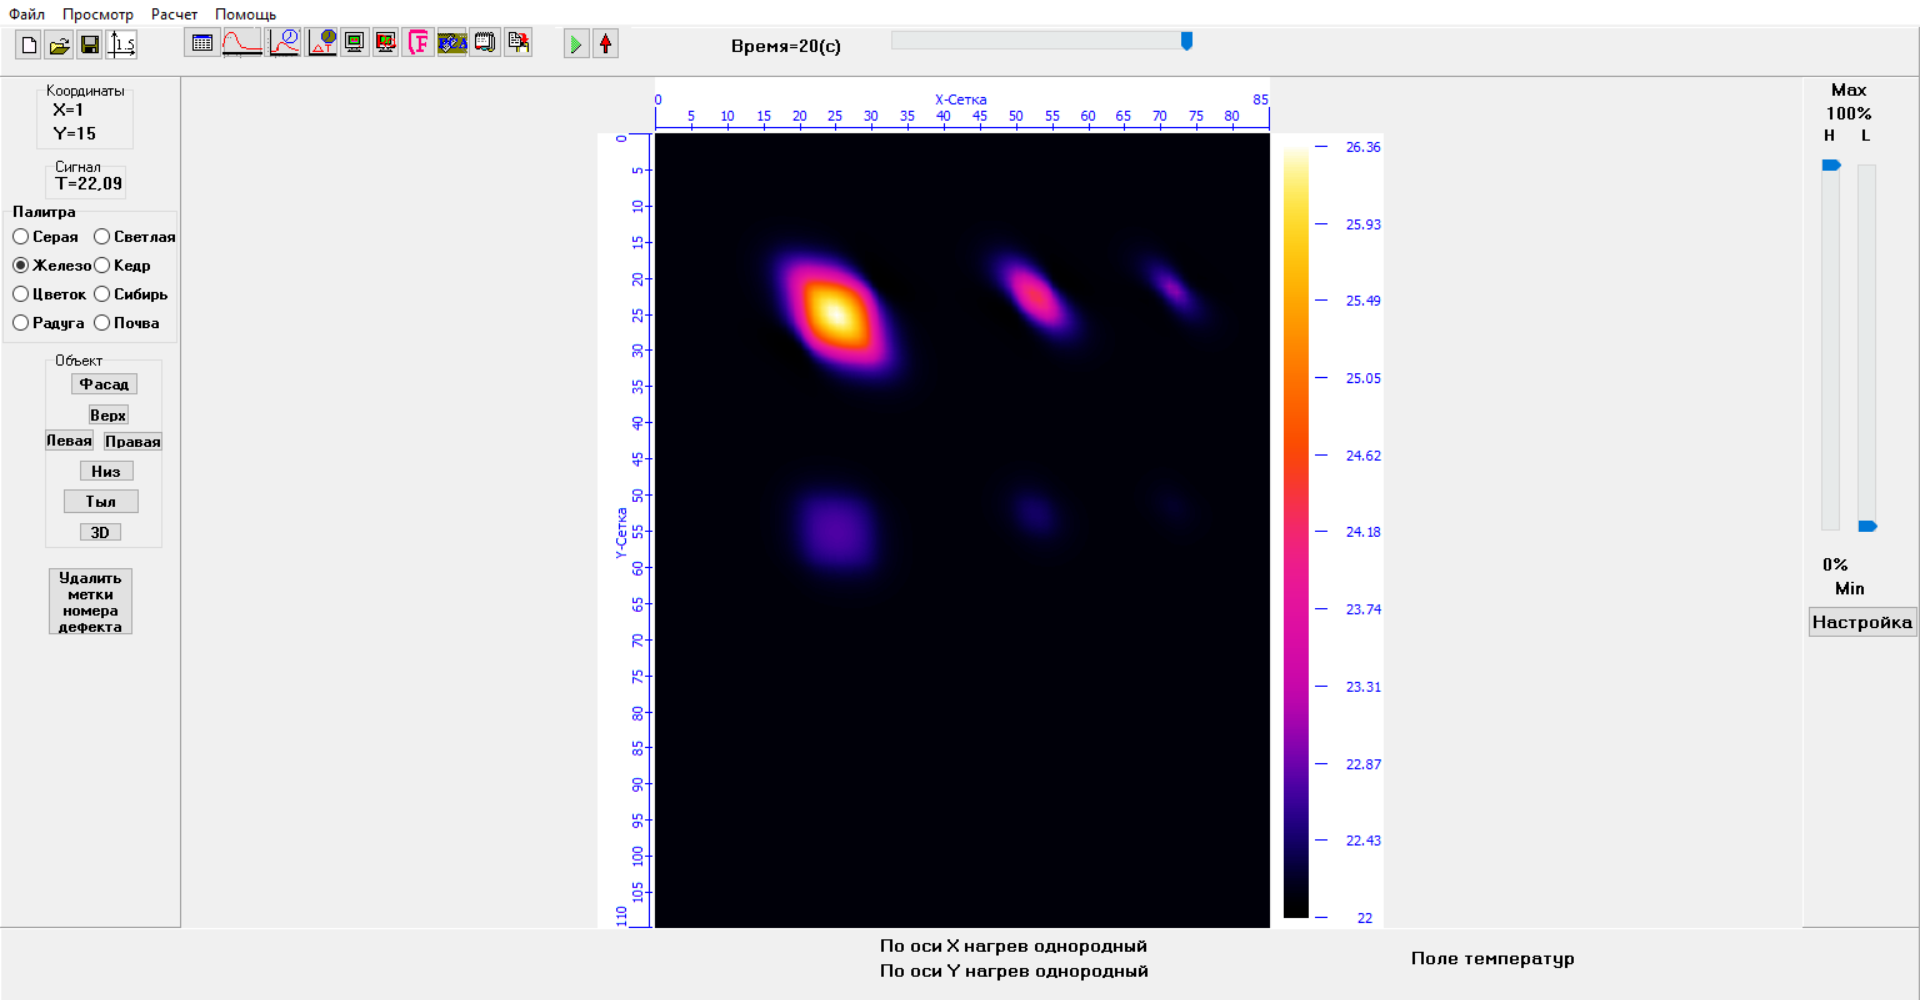 Файл Просмотр Расчет Помощь
1.5
Время=20(с)
Координаты
X=1
Y=15
Сигнал
T=22,09
Палитра
Серая Светлая
Железо Кедр
Цветок Сибирь
Радуга Почва
Объект
Фасад
Верх
Левая Правая
Низ
Тыл
3D
Удалить
метки
номера
дефекта
0 X-Сетка 85
5 10 15 20 25 30 35 40 45 50 55 60 65 70 75 80
Y-Сетка
0
5
10
15
20
25
30
35
40
45
50
55
60
65
70
75
80
85
90
95
100
105
110
26.36
25.93
25.49
25.05
24.62
24.18
23.74
23.31
22.87
22.43
22
Max
100%
H L
0%
Min
Настройка
По оси X нагрев однородный
По оси Y нагрев однородный
Поле температур